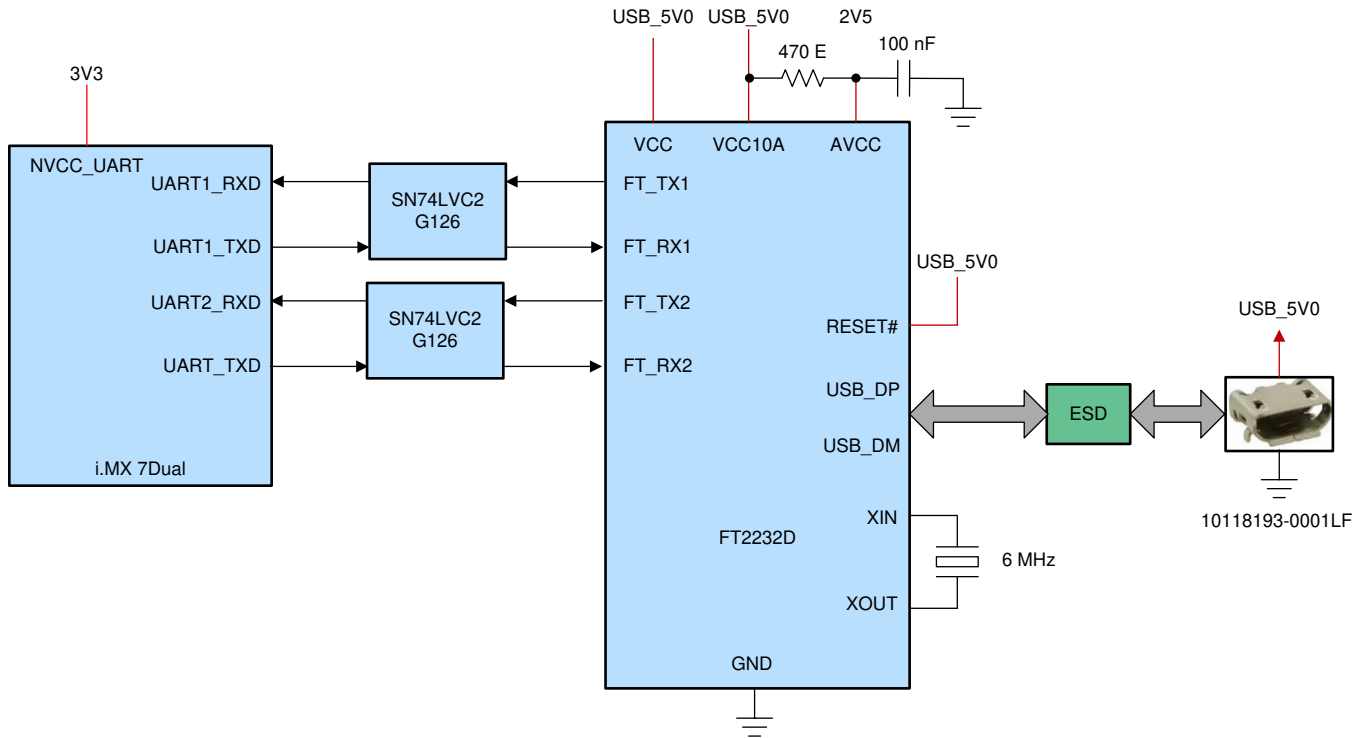 USB_5V0
USB_5V0
2V5
470 E
100 nF
3V3
VCC
VCC10A
AVCC
NVCC_UART
UART1_RXD
SN74LVC2
G126
FT_TX1
UART1_TXD
FT_RX1
USB_5V0
UART2_RXD
SN74LVC2
G126
FT_TX2
RESET#
USB_5V0
UART_TXD
FT_RX2
USB_DP
ESD
USB_DM
i.MX 7Dual
XIN
10118193-0001LF
FT2232D
6 MHz
XOUT
GND